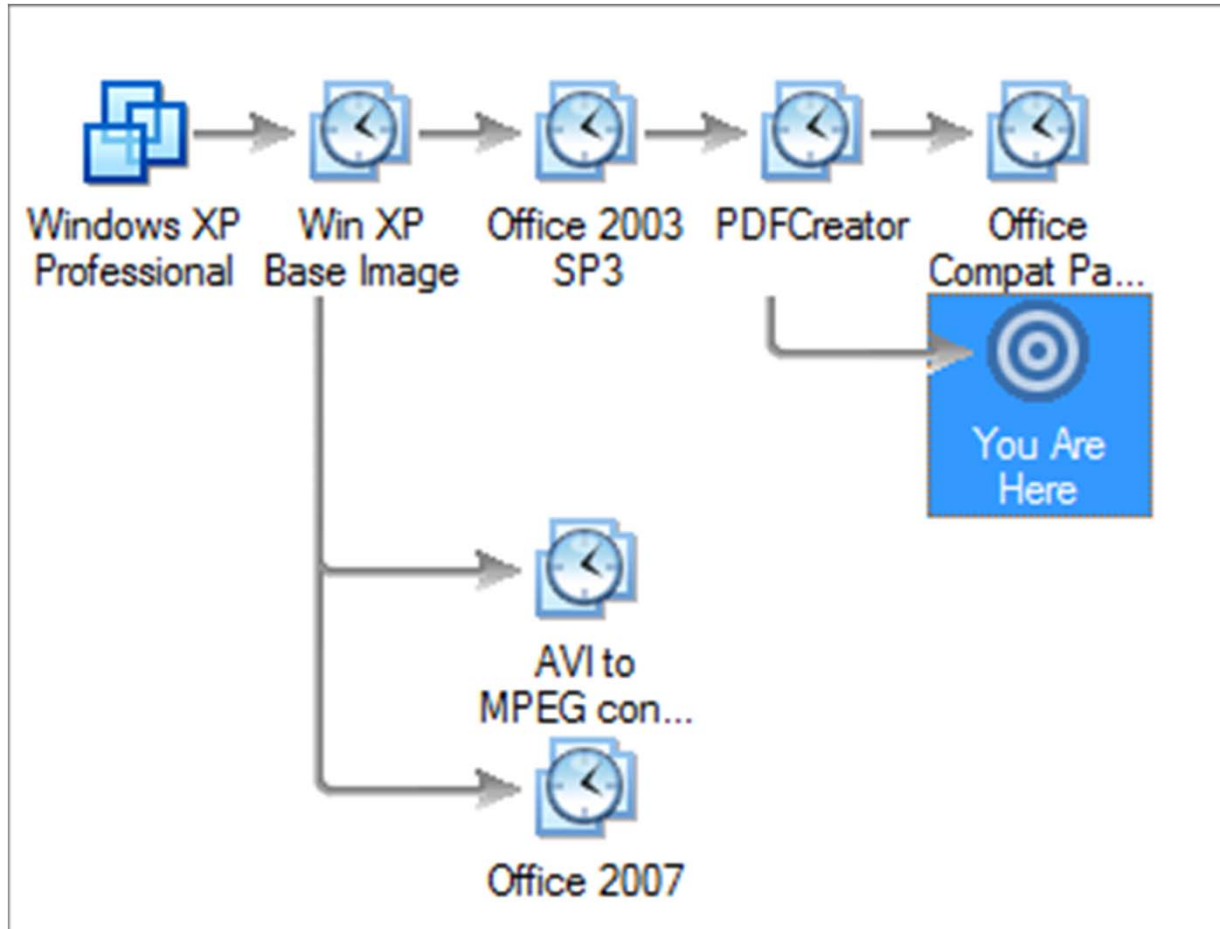 Windows XP
Professional
Win XP
Base Image
Office 2003
SP3
PDFCreator
Office
Compat Pa...
You Are
Here
AVI to
MPEG con...
Office 2007